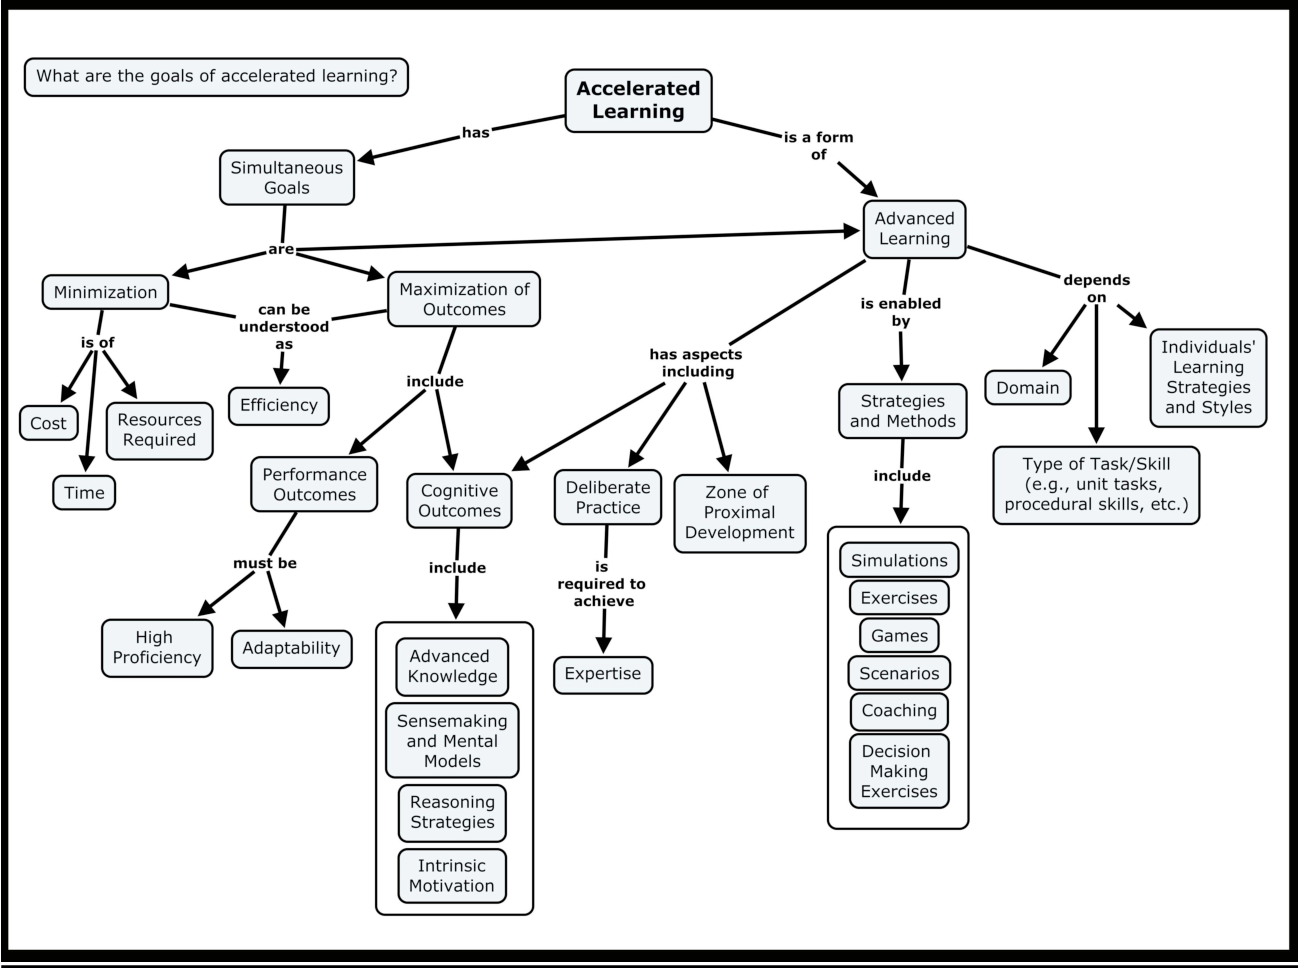 What are the goals of accelerated learning?
Accelerated
Learning
has
is a form
of
Simultaneous
Goals
Advanced
Learning
are
Minimization
Maximization of
Outcomes
can be
understood
as
is of
depends
on
is enabled
by
has aspects
including
include
Cost
Resources
Required
Time
Efficiency
Domain
Individuals'
Learning
Strategies
and Styles
Strategies
and Methods
Type of Task/Skill
(e.g., unit tasks,
procedural skills, etc.)
Performance
Outcomes
Cognitive
Outcomes
Deliberate
Practice
Zone of
Proximal
Development
include
must be
include
is
required to
achieve
High
Proficiency
Adaptability
Expertise
Advanced
Knowledge
Sensemaking
and Mental
Models
Reasoning
Strategies
Intrinsic
Motivation
Simulations
Exercises
Games
Scenarios
Coaching
Decision
Making
Exercises